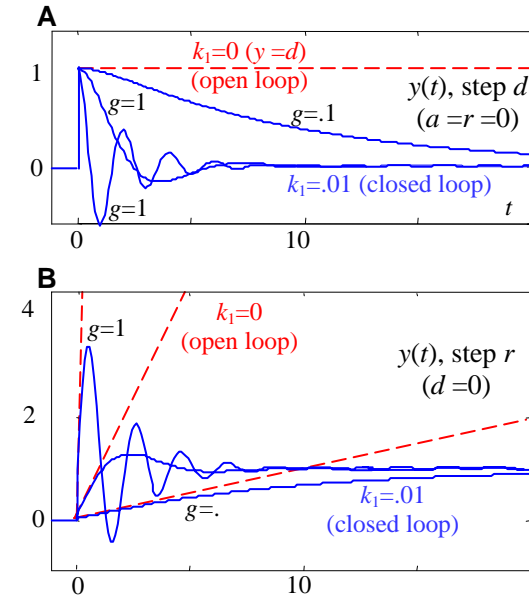 A
k₁=0 (y =d)
(open loop)
1
g=1
g=.1
y(t), step d
(a =r =0)
0
k₁=.01 (closed loop)
g=1
t
0
10
B
4
g=1
k₁=0
(open loop)
y(t), step r
(d =0)
2
k₁=.01
g=.
(closed loop)
0
0
10